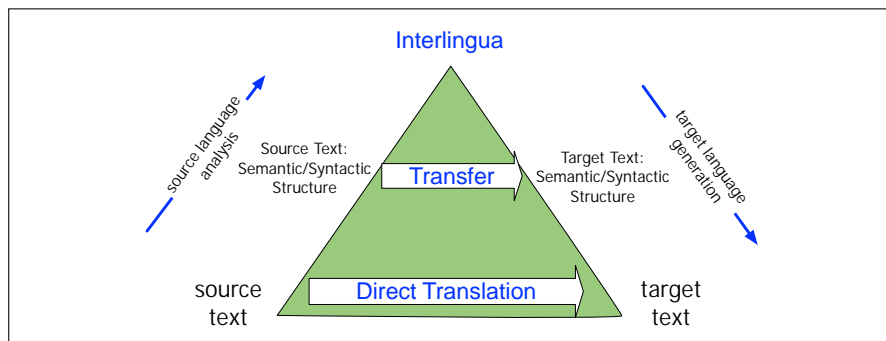 Interlingua
source language
analysis
Source Text:
Semantic/Syntactic
Structure
Transfer
Target Text:
Semantic/Syntactic
Structure
target language
generation
source
text
Direct Translation
target
text